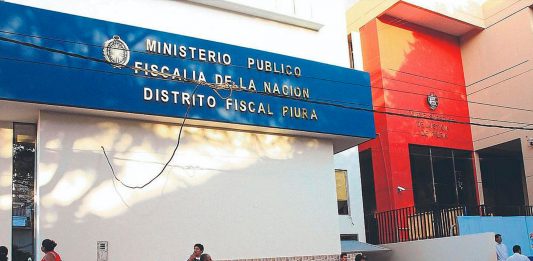 MINISTERIO PUBLICO
FISCALIA DE LA NACION
DISTRITO FISCAL PIURA